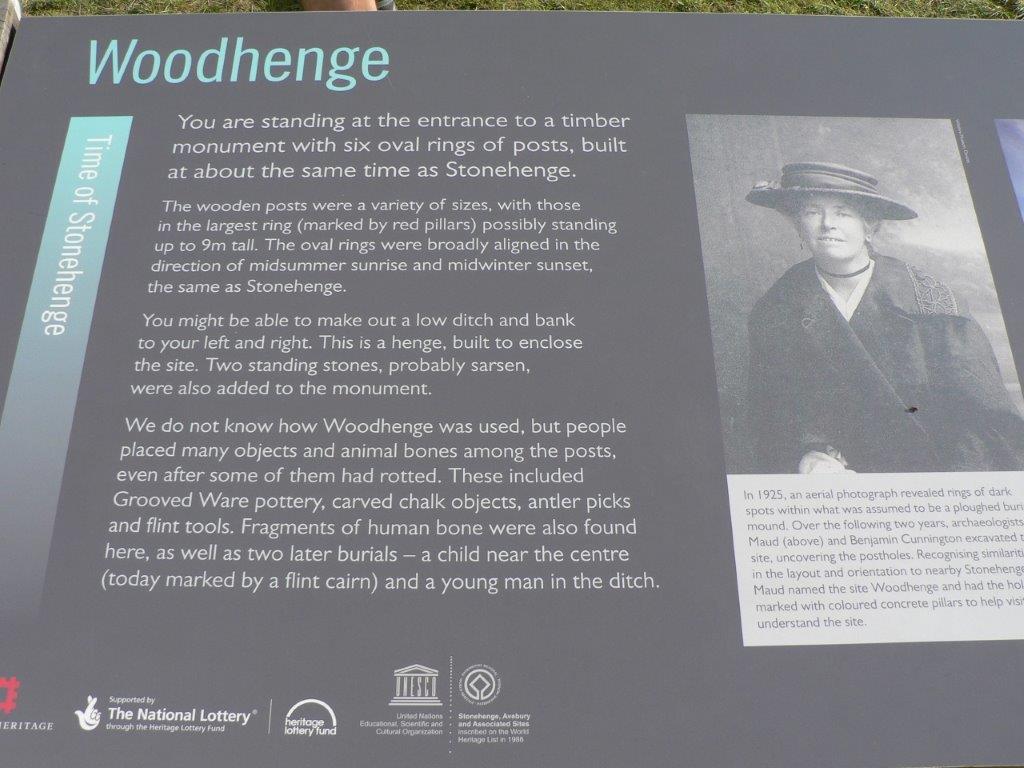 Woodhenge
Time of Stonehenge
You are standing at the entrance to a timber
monument with six oval rings of posts, built
at about the same time as Stonehenge.
The wooden posts were a variety of sizes, with those
in the largest ring (marked by red pillars) possibly standing
up to 9m tall. The oval rings were broadly aligned in the
direction of midsummer sunrise and midwinter sunset,
the same as Stonehenge.
You might be able to make out a low ditch and bank
to your left and right. This is a henge, built to enclose
the site. Two standing stones, probably sarsen,
were also added to the monument.
We do not know how Woodhenge was used, but people
placed many objects and animal bones among the posts,
even after some of them had rotted. These included
Grooved Ware pottery, carved chalk objects, antler picks
and flint tools. Fragments of human bone were also found
here, as well as two later burials – a child near the centre
(today marked by a flint cairn) and a young man in the ditch.
In 1925, an aerial photograph revealed rings of dark
spots within what was assumed to be a ploughed buri
mound. Over the following two years, archaeologists
Maud (above) and Benjamin Cunnington excavated t
site, uncovering the postholes. Recognising similariti
in the layout and orientation to nearby Stonehenge
Maud named the site Woodhenge and had the hol
marked with coloured concrete pillars to help visi
understand the site.
HERITAGE
Supported by
The National Lottery®
through the Heritage Lottery Fund
heritage
lottery fund
UNESCO
United Nations
Educational, Scientific and
Cultural Organization
Stonehenge, Avebury
and Associated Sites
inscribed on the World
Heritage List in 1986